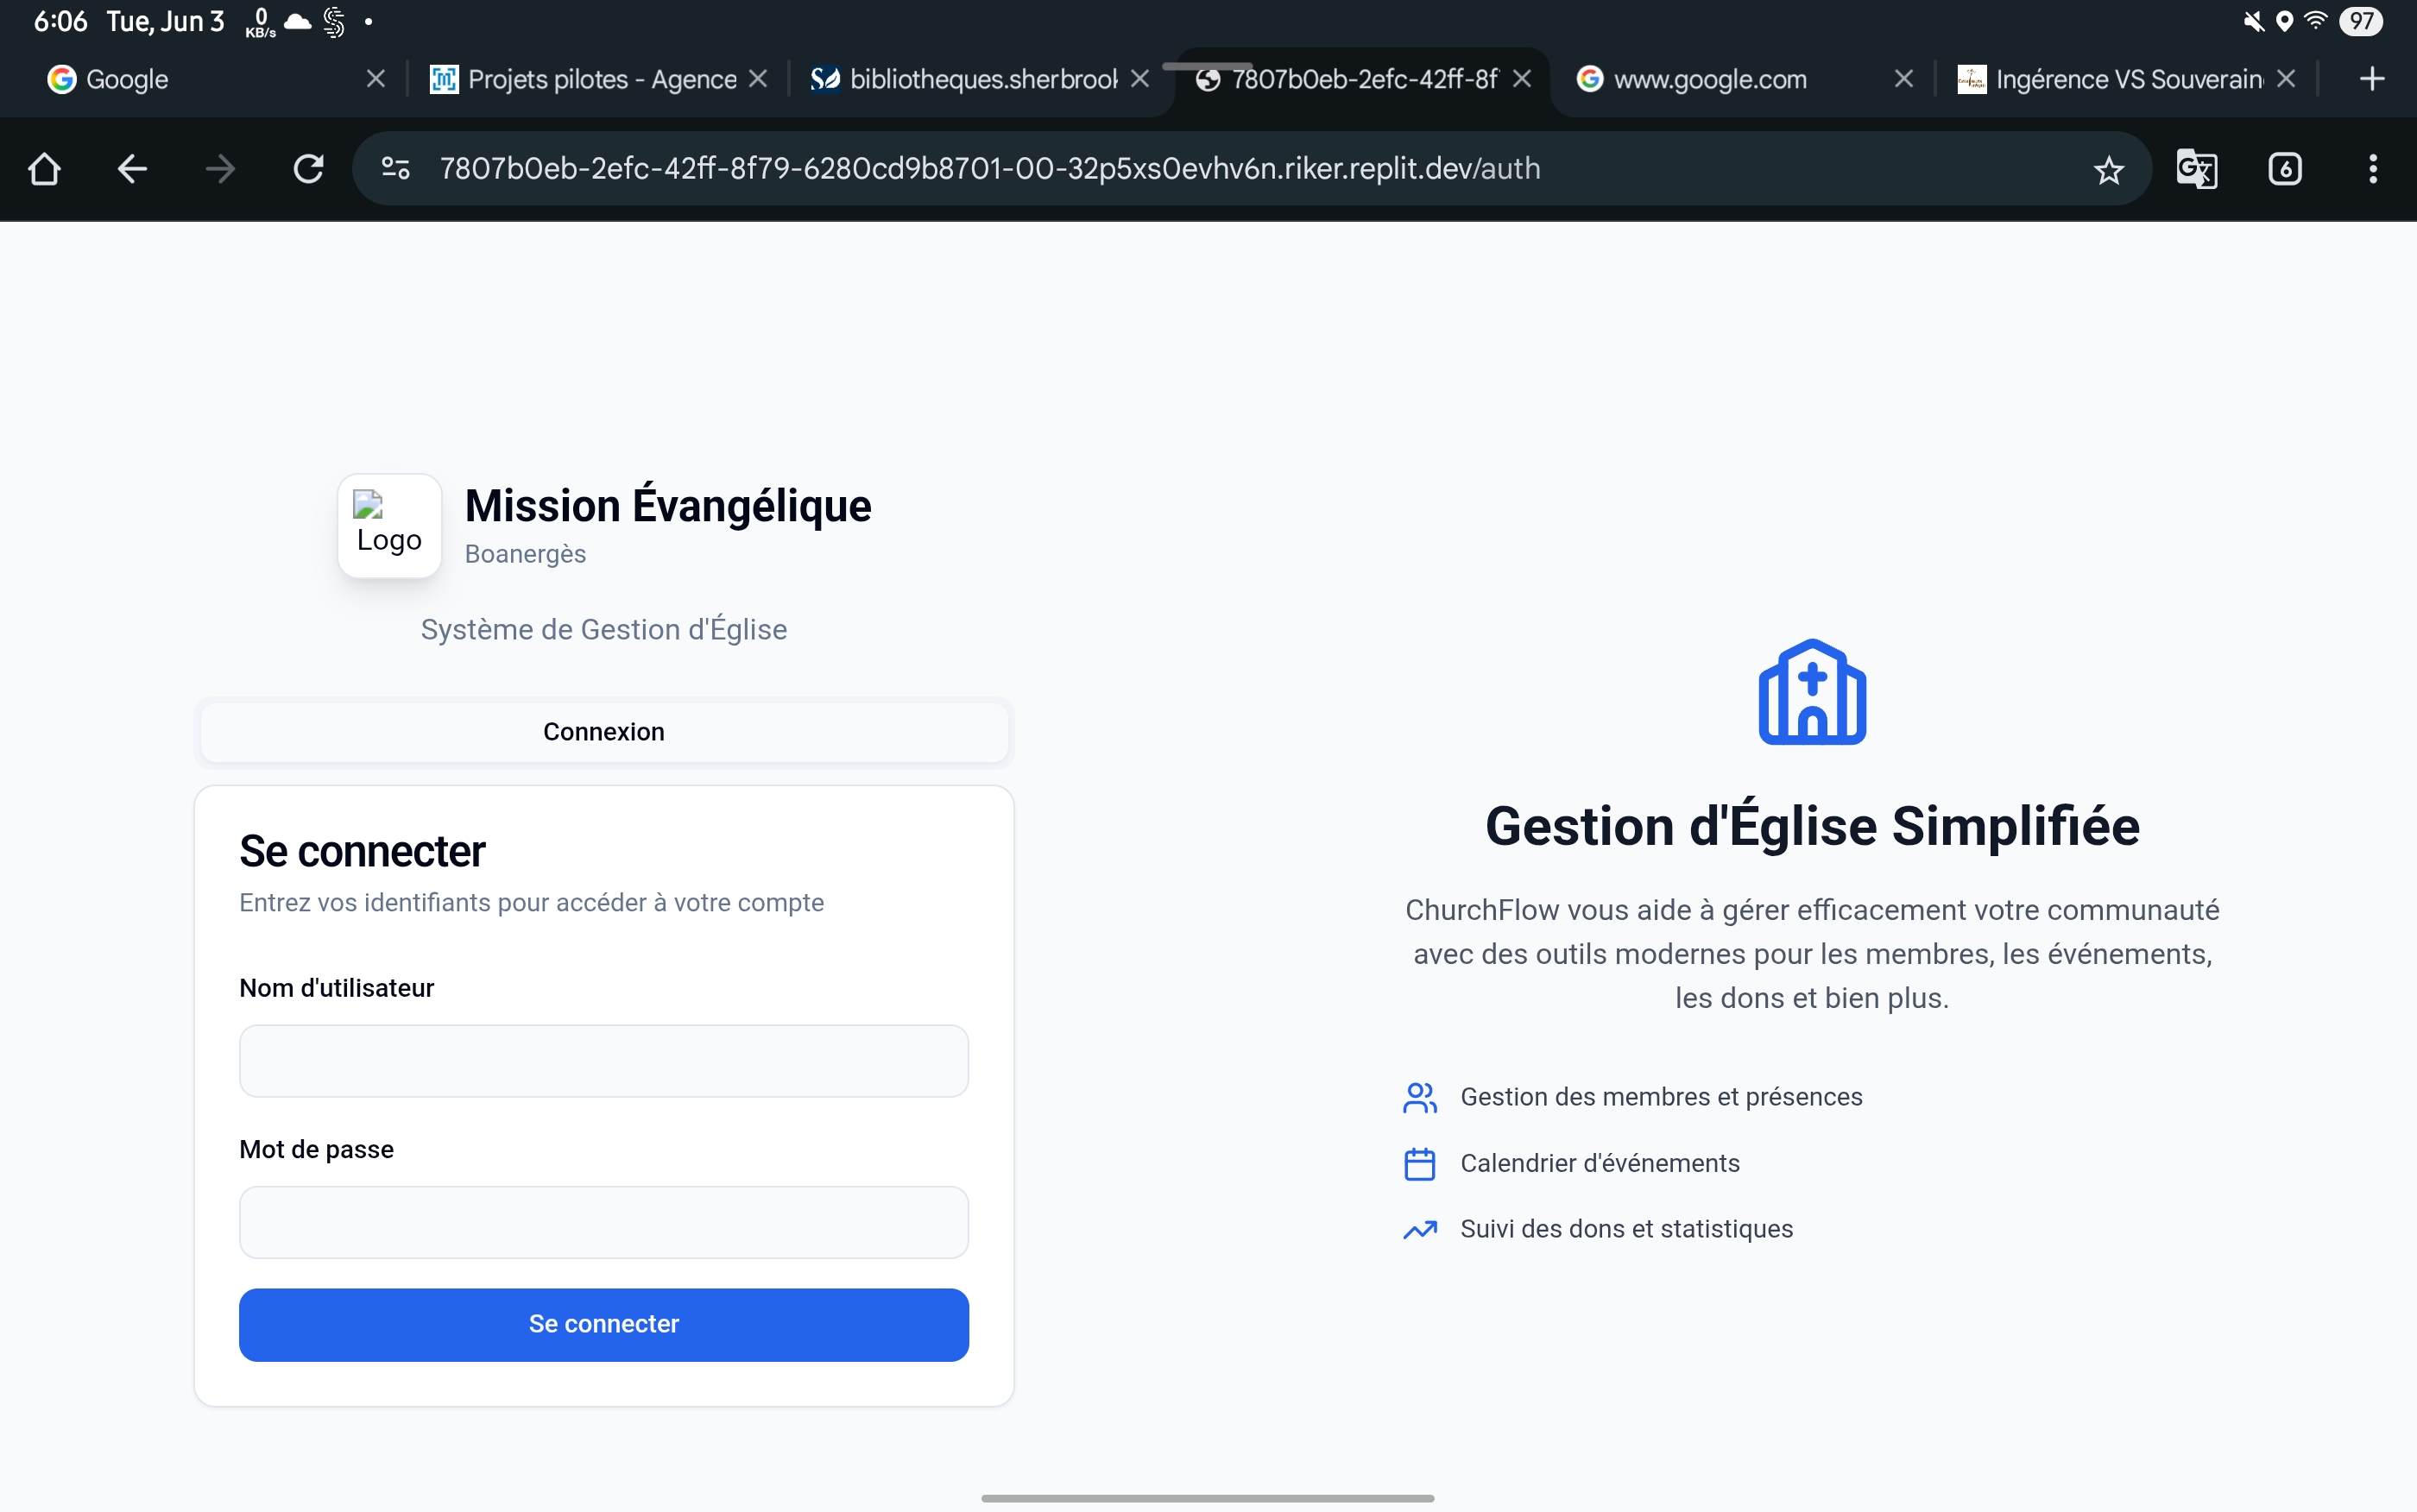 6:06 Tue, Jun 3 0 KB/s 97
Google
Projets pilotes - Agence
bibliotheques.sherbrook
7807b0eb-2efc-42ff-8f
www.google.com
Ingérence VS Souverain
7807b0eb-2efc-42ff-8f79-6280cd9b8701-00-32p5xs0evhv6n.riker.replit.dev/auth
6
Logo
Mission Évangélique
Boanergès
Système de Gestion d'Église
Connexion
Se connecter
Entrez vos identifiants pour accéder à votre compte
Nom d'utilisateur
Mot de passe
Se connecter
Gestion d'Église Simplifiée
ChurchFlow vous aide à gérer efficacement votre communauté
avec des outils modernes pour les membres, les événements,
les dons et bien plus.
Gestion des membres et présences
Calendrier d'événements
Suivi des dons et statistiques